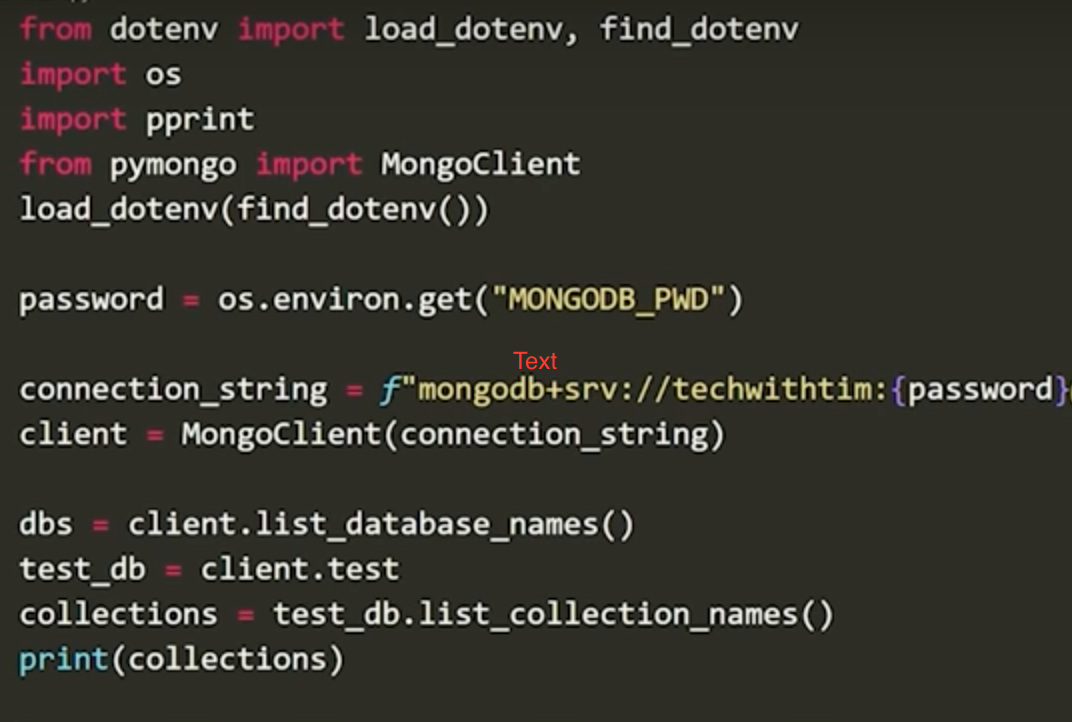 from dotenv import load_dotenv, find_dotenv
import os
import pprint
from pymongo import MongoClient
load_dotenv(find_dotenv())
password = os.environ.get("MONGODB_PWD")
Text
connection_string = f"mongodb+srv://techwithtim:{password}
client = MongoClient(connection_string)
dbs = client.list_database_names()
test_db = client.test
collections = test_db.list_collection_names()
print(collections)